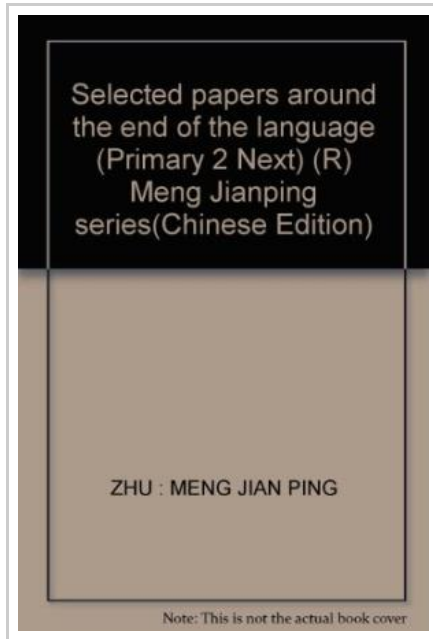 Selected papers around
the end of the language
(Primary 2 Next) (R)
Meng Jianping
series(Chinese Edition)
ZHU : MENG JIAN PING
Note: This is not the actual book cover